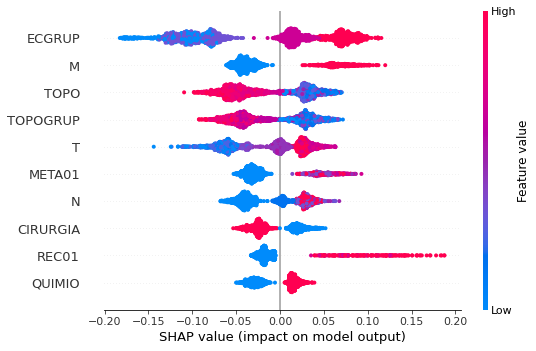 High
ECGRUP
M
TOPO
TOPOGRUP
T
META01
N
CIRURGIA
REC01
QUIMIO
Low
Feature value
−0.20 −0.15 −0.10 −0.05 0.00 0.05 0.10 0.15 0.20
SHAP value (impact on model output)